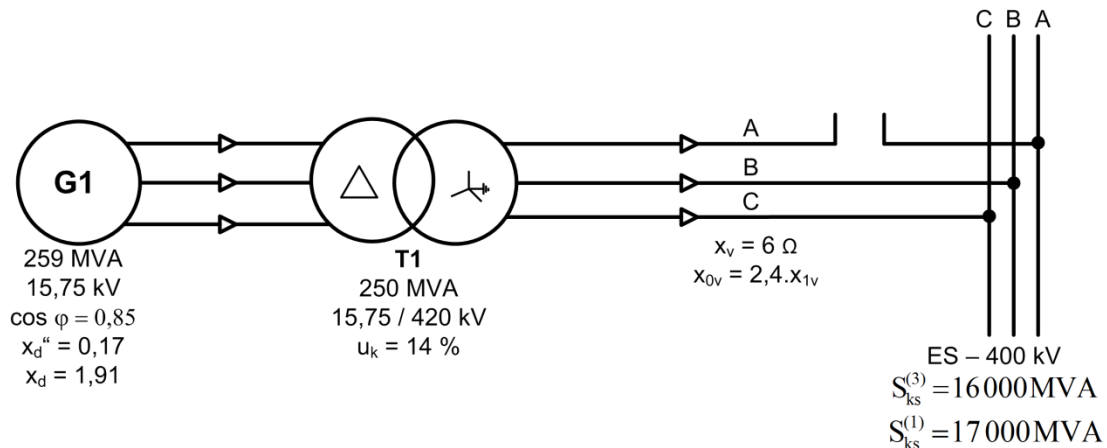 C B A
G1
259 MVA
15,75 kV
cos φ = 0,85
x_d“ = 0,17
x_d = 1,91
T1
250 MVA
15,75 / 420 kV
u_k = 14 %
A
B
C
x_v = 6 Ω
x_0v = 2,4.x_1v
ES – 400 kV
S_ks^(3) = 16 000 MVA
S_ks^(1) = 17 000 MVA